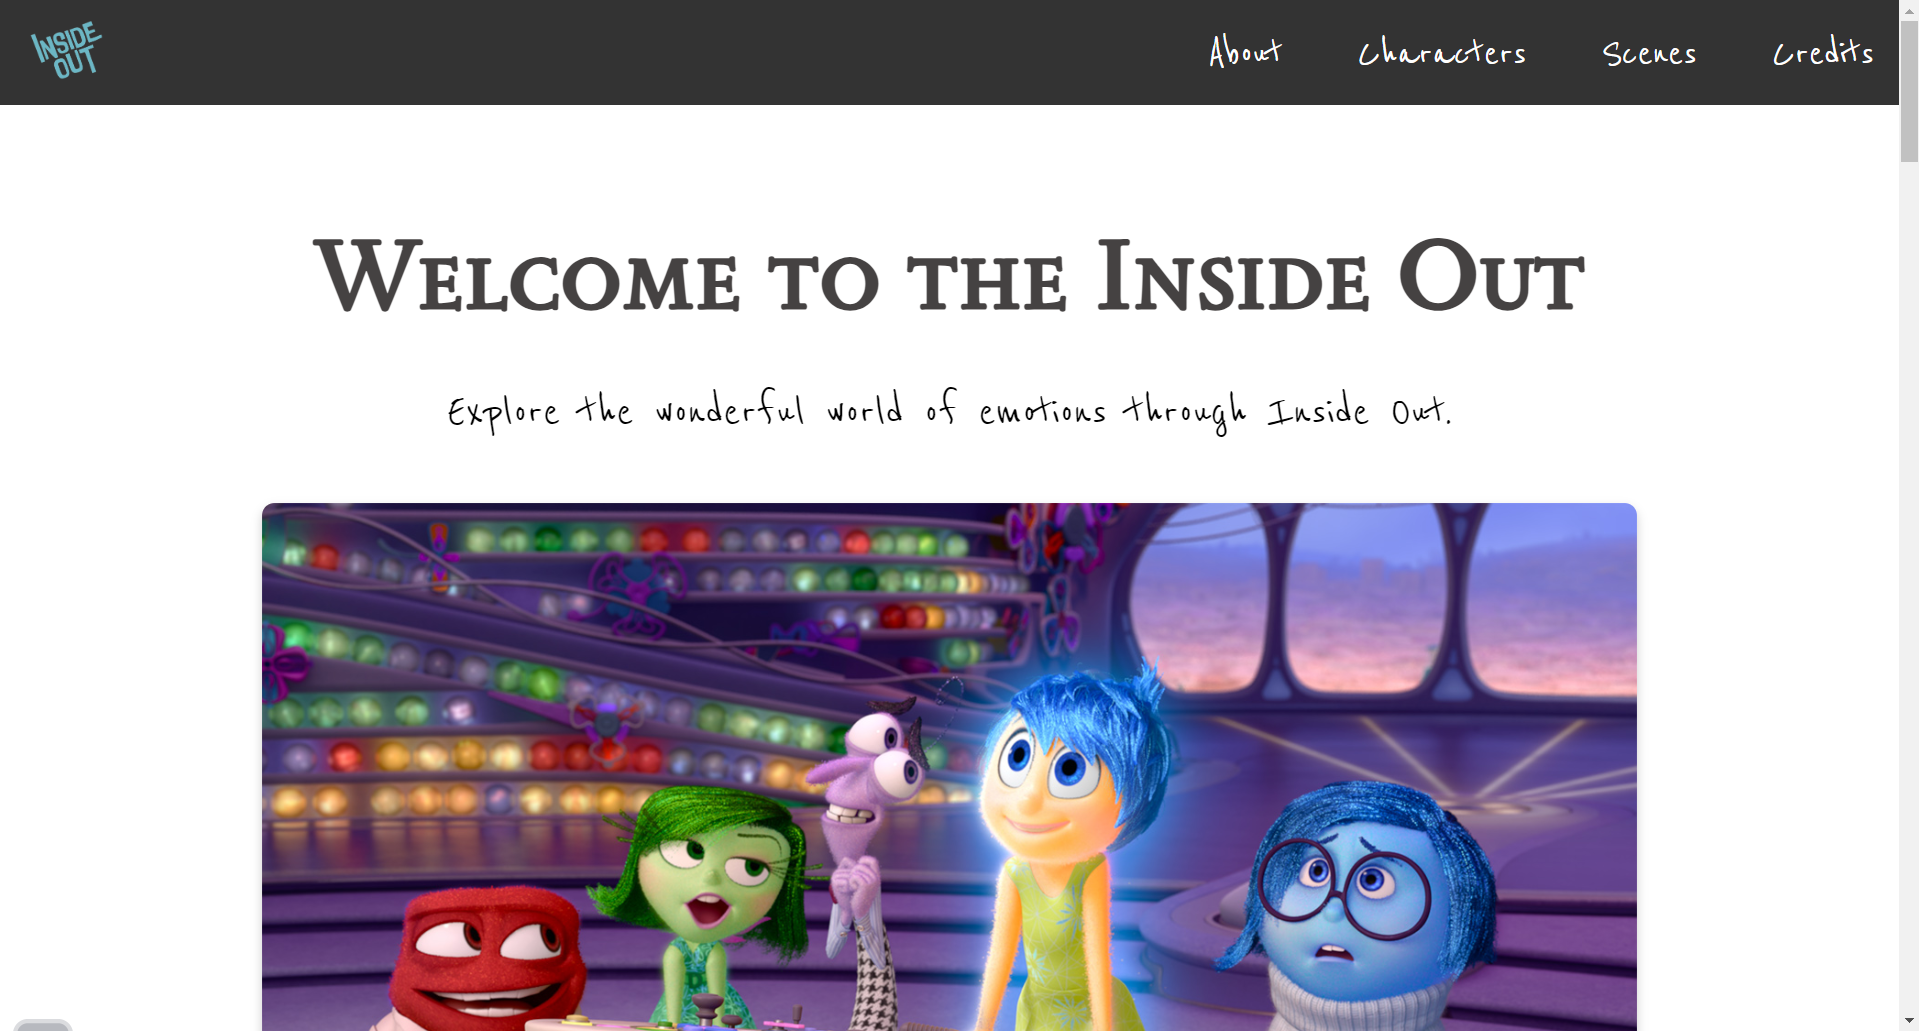 INSIDE
OUT
About Characters Scenes Credits
Welcome to the Inside Out
Explore the wonderful world of emotions through Inside Out.